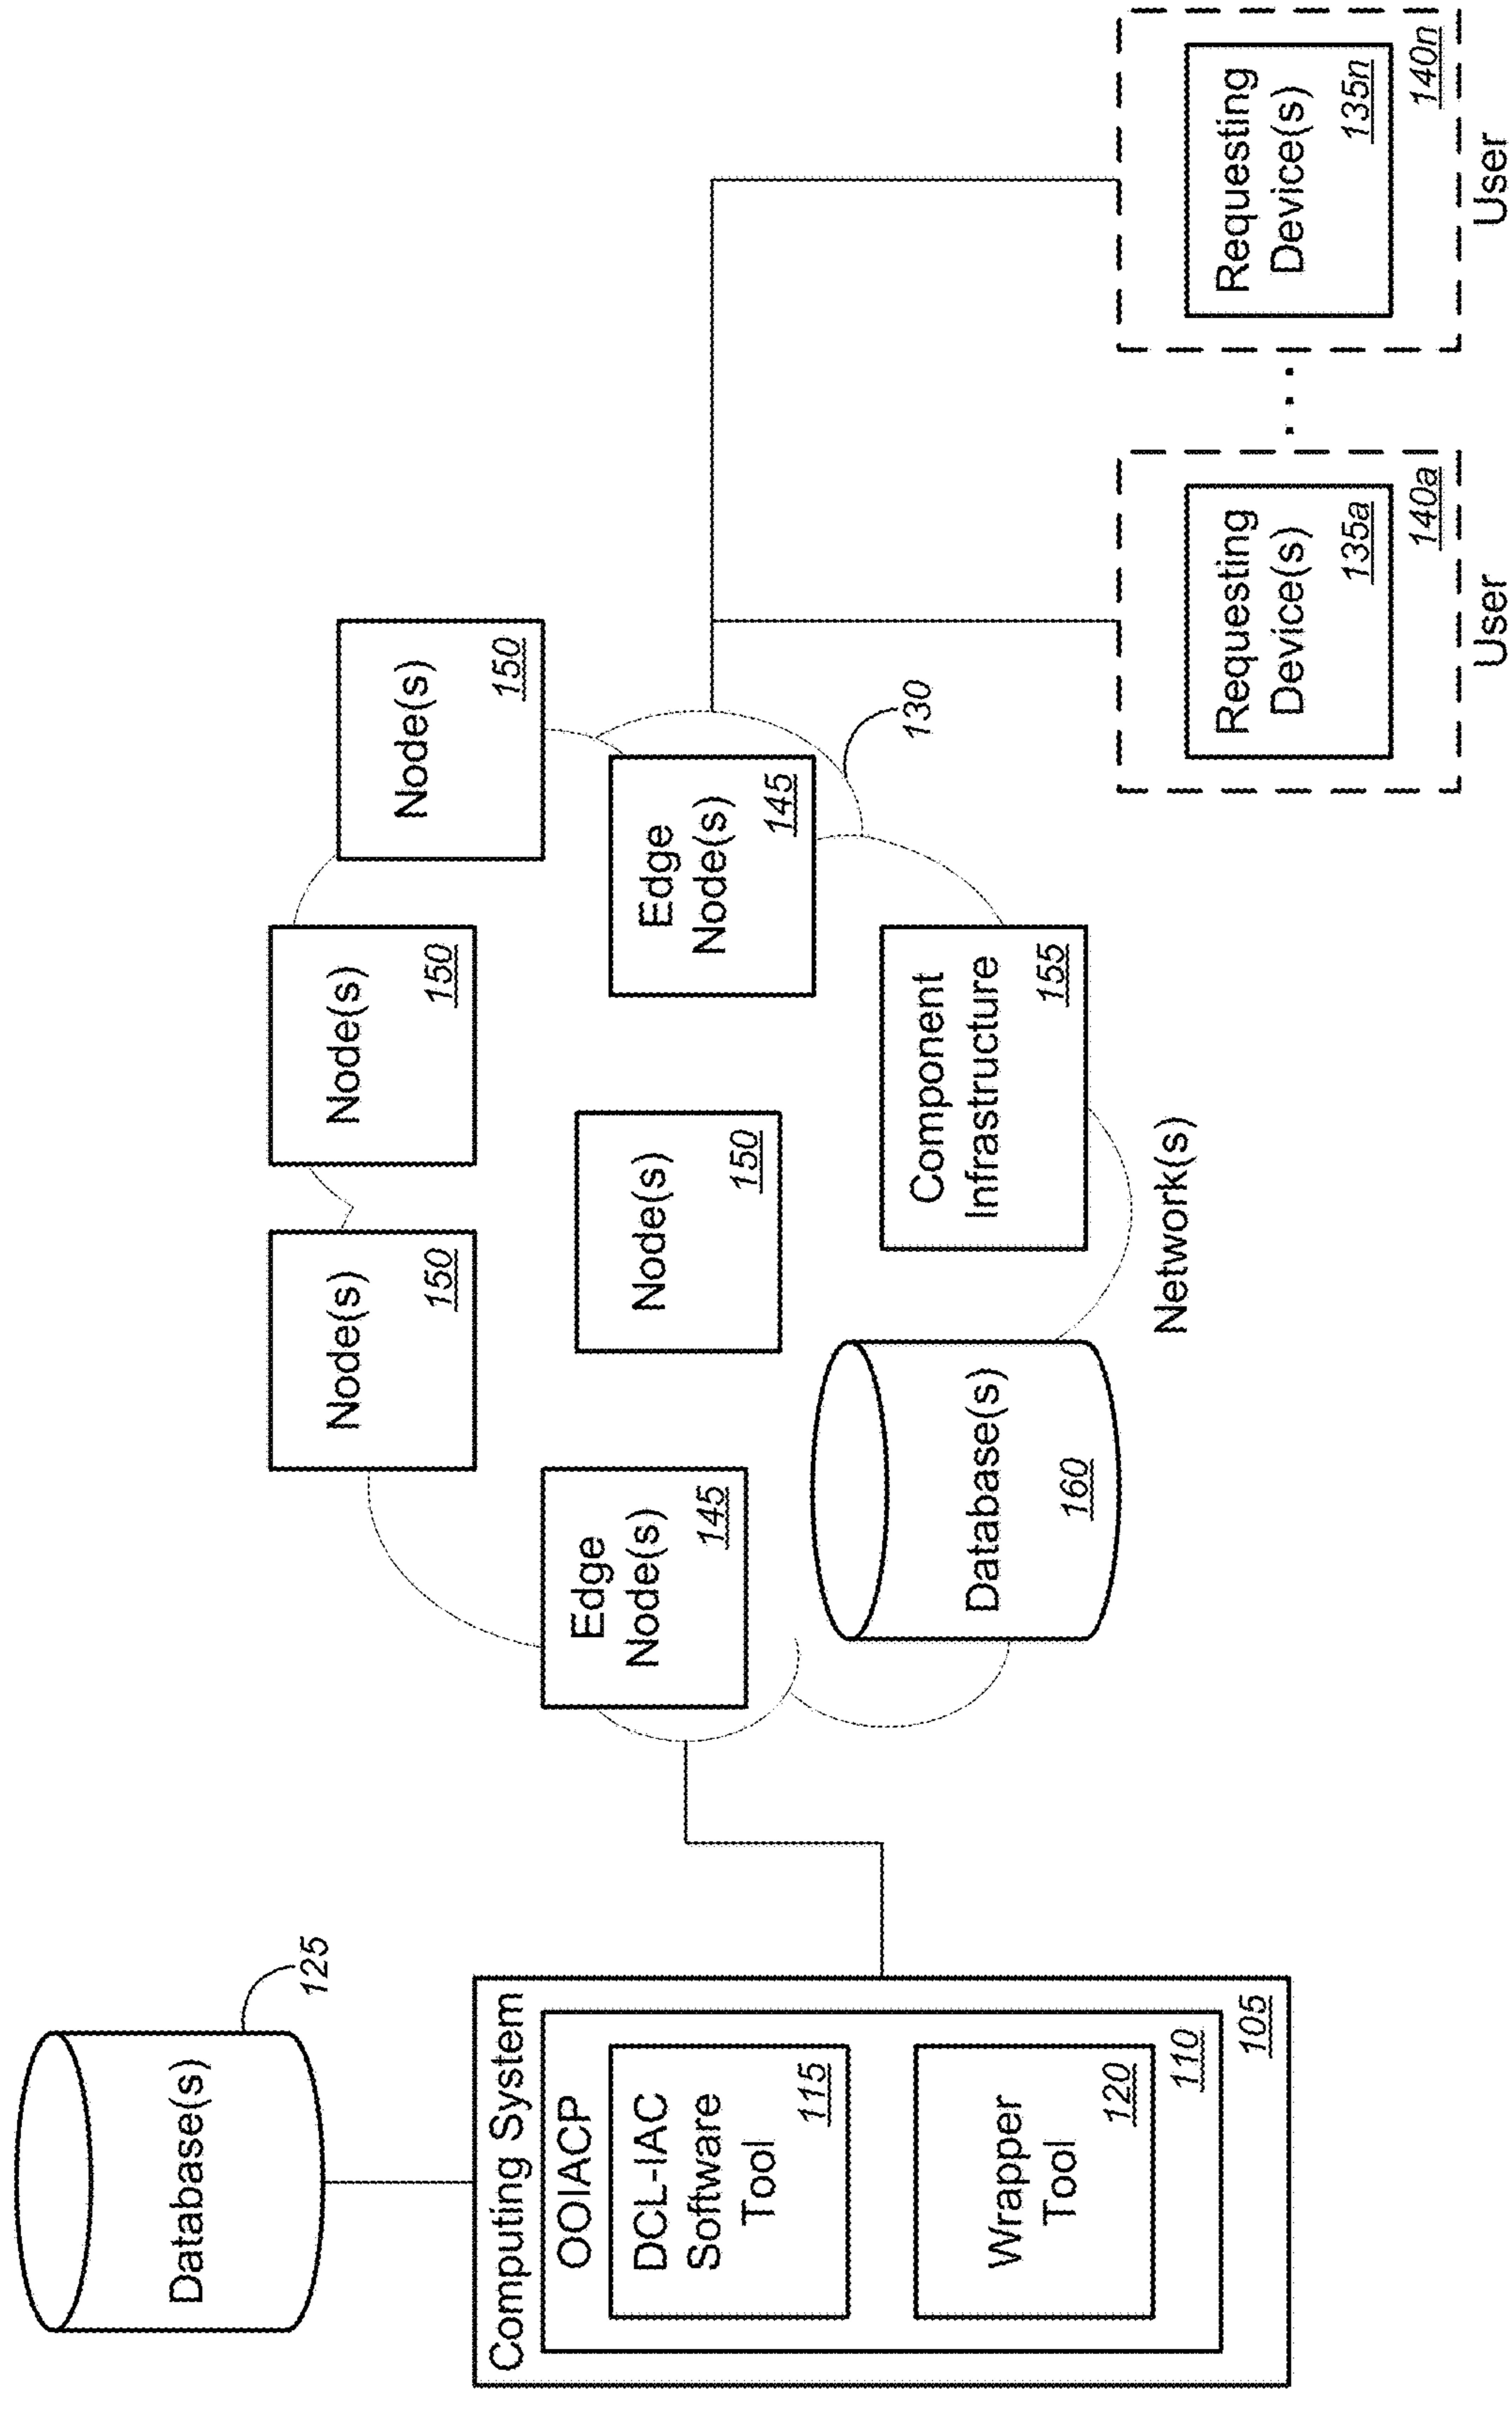 Database(s)
125
Computing System
OOIACP
DCL-IAC
Software
Tool
115
Wrapper
Tool
120
110
105
Node(s)
150
Node(s)
150
Node(s)
150
Edge
Node(s)
145
Node(s)
150
Edge
Node(s)
145
Database(s)
160
Component
Infrastructure
155
130
Network(s)
Requesting
Device(s)
135a
140a
User
. . .
Requesting
Device(s)
135n
140n
User